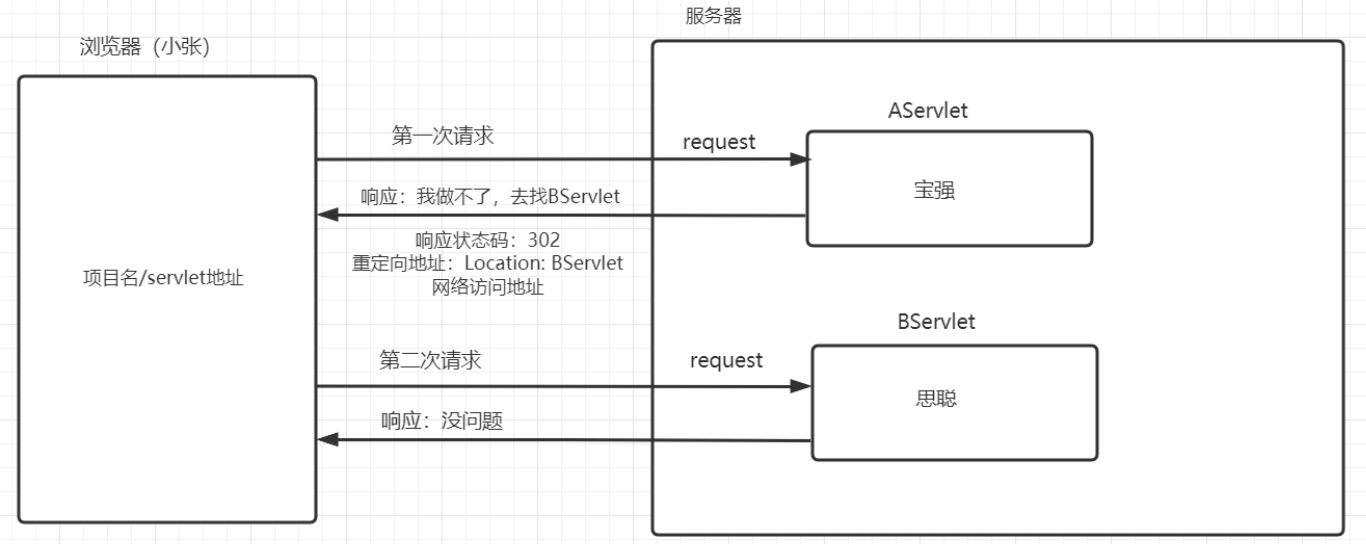 服务器
浏览器（小张）
AServlet
第一次请求
request
宝强
响应：我做不了，去找BServlet
响应状态码：302
重定向地址：Location: BServlet
网络访问地址
项目名/servlet地址
BServlet
第二次请求
request
思聪
响应：没问题